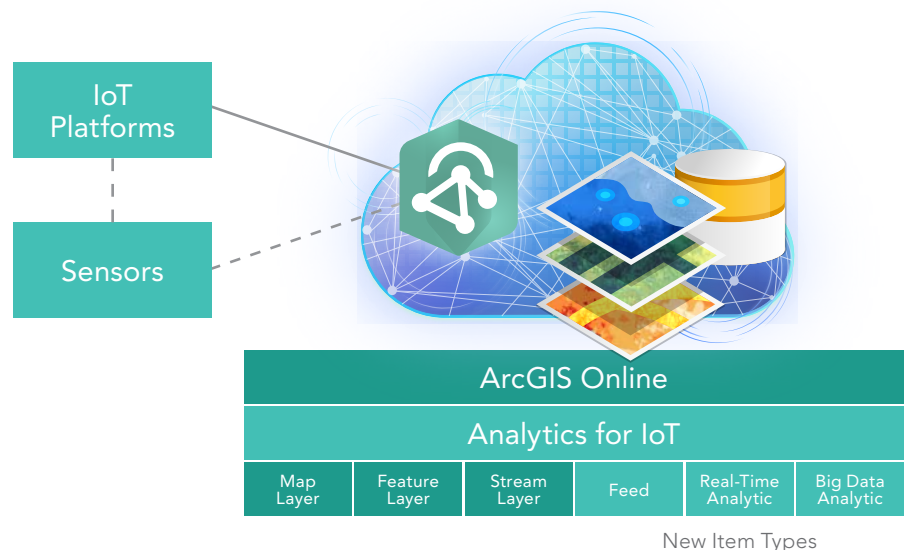 IoT
Platforms
Sensors
ArcGIS Online
Analytics for IoT
Map
Layer
Feature
Layer
Stream
Layer
Feed
Real-Time
Analytic
Big Data
Analytic
New Item Types